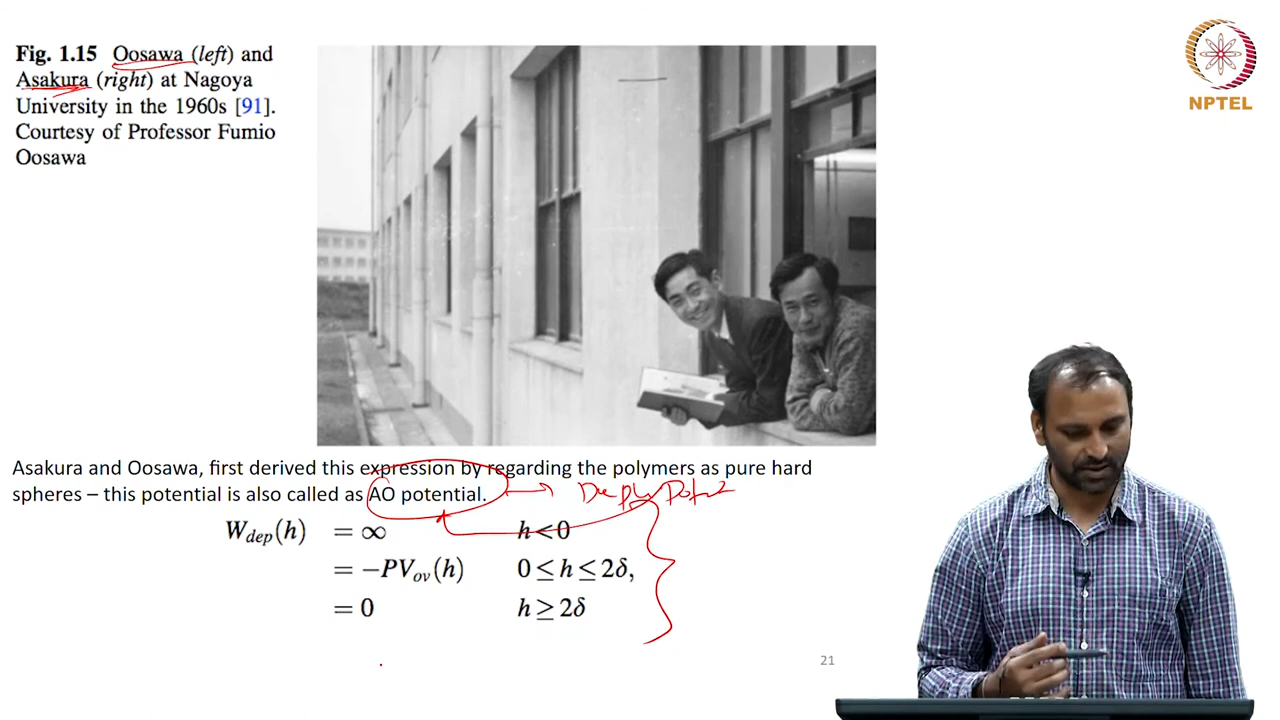 Fig. 1.15 Oosawa (left) and
Asakura (right) at Nagoya
University in the 1960s [91].
Courtesy of Professor Fumio
Oosawa
NPTEL
Asakura and Oosawa, first derived this expression by regarding the polymers as pure hard
spheres – this potential is also called as AO potential.
W_dep(h) = ∞ h < 0
= −PV_ov(h) 0 ≤ h ≤ 2δ,
= 0 h ≥ 2δ
21